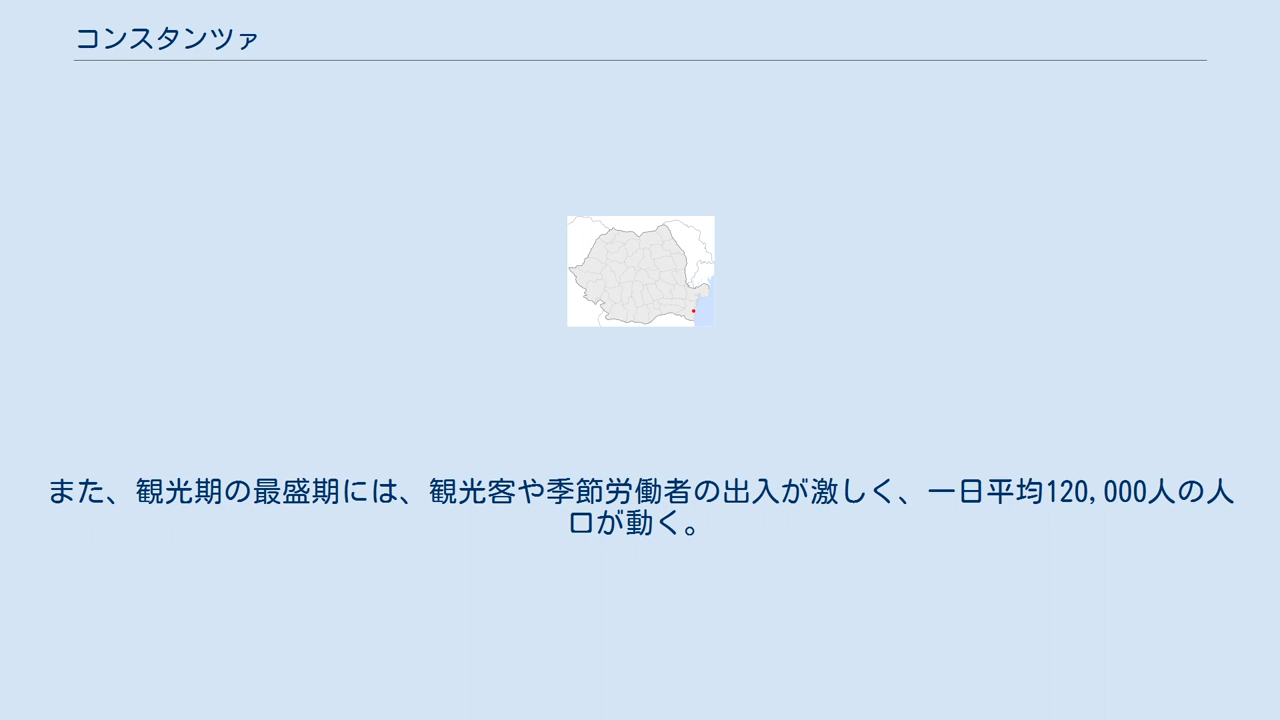 コンスタンツァ
また、観光期の最盛期には、観光客や季節労働者の出入が激しく、一日平均120,000人の人
口が動く。